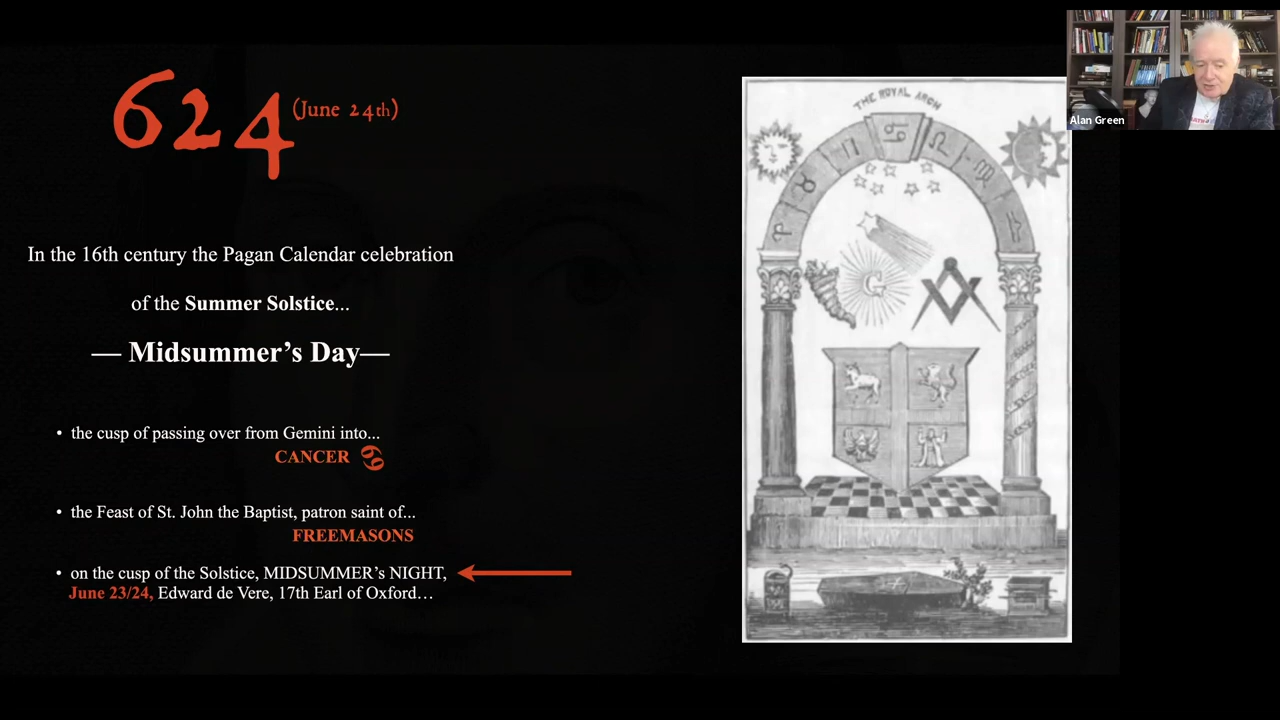 624 (June 24th)
In the 16th century the Pagan Calendar celebration
of the Summer Solstice...
— Midsummer’s Day—
• the cusp of passing over from Gemini into...
CANCER ♋
• the Feast of St. John the Baptist, patron saint of...
FREEMASONS
• on the cusp of the Solstice, MIDSUMMER’s NIGHT,
June 23/24, Edward de Vere, 17th Earl of Oxford…
THE ROYAL ARCH
♈ ♉ ♊ ♋ ♌ ♍ ♎
G
Alan Green